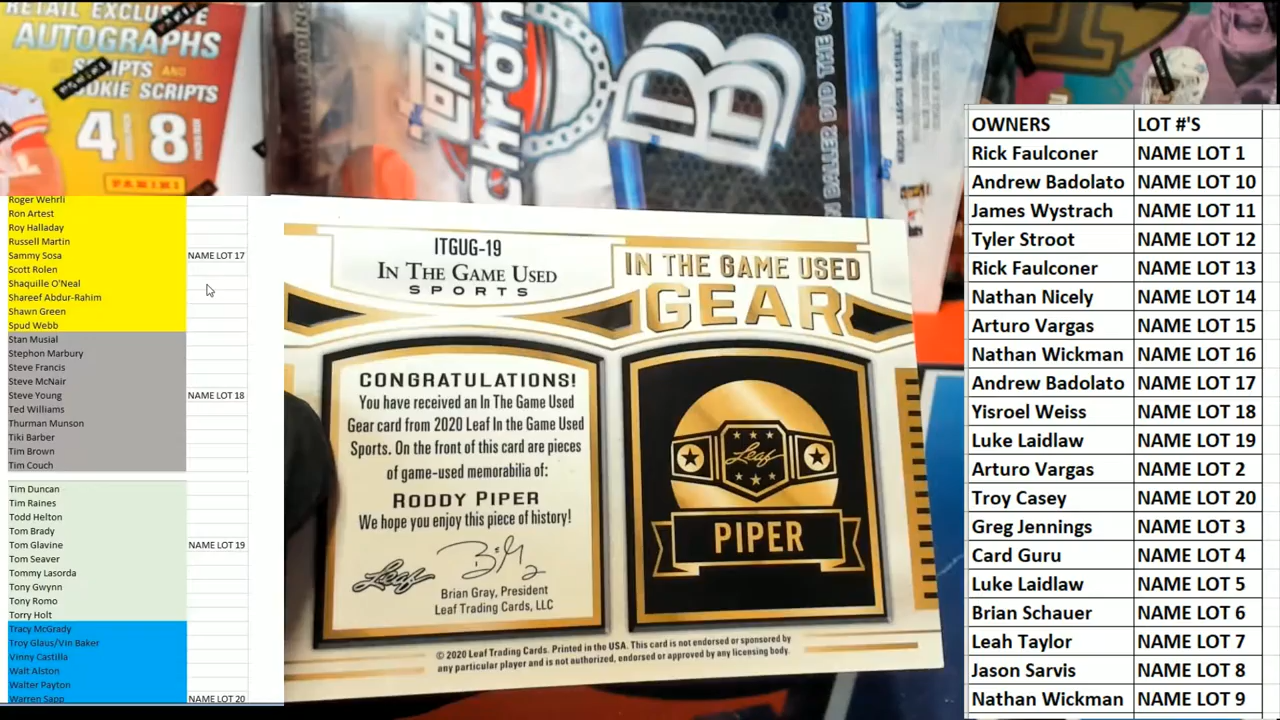 RETAIL EXCLUSIVE
AUTOGRAPHS
SCRIPTS AND
ROOKIE SCRIPTS
4 8
PANINI
Topps
Chrome
B
Roger Wehrli
Ron Artest
Roy Halladay
Russell Martin
Sammy Sosa NAME LOT 17
Scott Rolen
Shaquille O'Neal
Shareef Abdur-Rahim
Shawn Green
Spud Webb
Stan Musial
Stephon Marbury
Steve Francis
Steve McNair
Steve Young NAME LOT 18
Ted Williams
Thurman Munson
Tiki Barber
Tim Brown
Tim Couch
Tim Duncan
Tim Raines
Todd Helton
Tom Brady
Tom Glavine NAME LOT 19
Tom Seaver
Tommy Lasorda
Tony Gwynn
Tony Romo
Torry Holt
Tracy McGrady
Troy Glaus/Vin Baker
Vinny Castilla
Walt Alston
Walter Payton
Warren Sapp NAME LOT 20
ITGUG-19
IN THE GAME USED
SPORTS
IN THE GAME USED
GEAR
CONGRATULATIONS!
You have received an In The Game Used
Gear card from 2020 Leaf In the Game Used
Sports. On the front of this card are pieces
of game-used memorabilia of:
RODDY PIPER
We hope you enjoy this piece of history!
Leaf
Brian Gray, President
Leaf Trading Cards, LLC
Leaf
PIPER
© 2020 Leaf Trading Cards. Printed in the USA. This card is not endorsed or sponsored by
any particular player and is not authorized, endorsed or approved by any licensing body.
OWNERS LOT #'S
Rick Faulconer NAME LOT 1
Andrew Badolato NAME LOT 10
James Wystrach NAME LOT 11
Tyler Stroot NAME LOT 12
Rick Faulconer NAME LOT 13
Nathan Nicely NAME LOT 14
Arturo Vargas NAME LOT 15
Nathan Wickman NAME LOT 16
Andrew Badolato NAME LOT 17
Yisroel Weiss NAME LOT 18
Luke Laidlaw NAME LOT 19
Arturo Vargas NAME LOT 2
Troy Casey NAME LOT 20
Greg Jennings NAME LOT 3
Card Guru NAME LOT 4
Luke Laidlaw NAME LOT 5
Brian Schauer NAME LOT 6
Leah Taylor NAME LOT 7
Jason Sarvis NAME LOT 8
Nathan Wickman NAME LOT 9